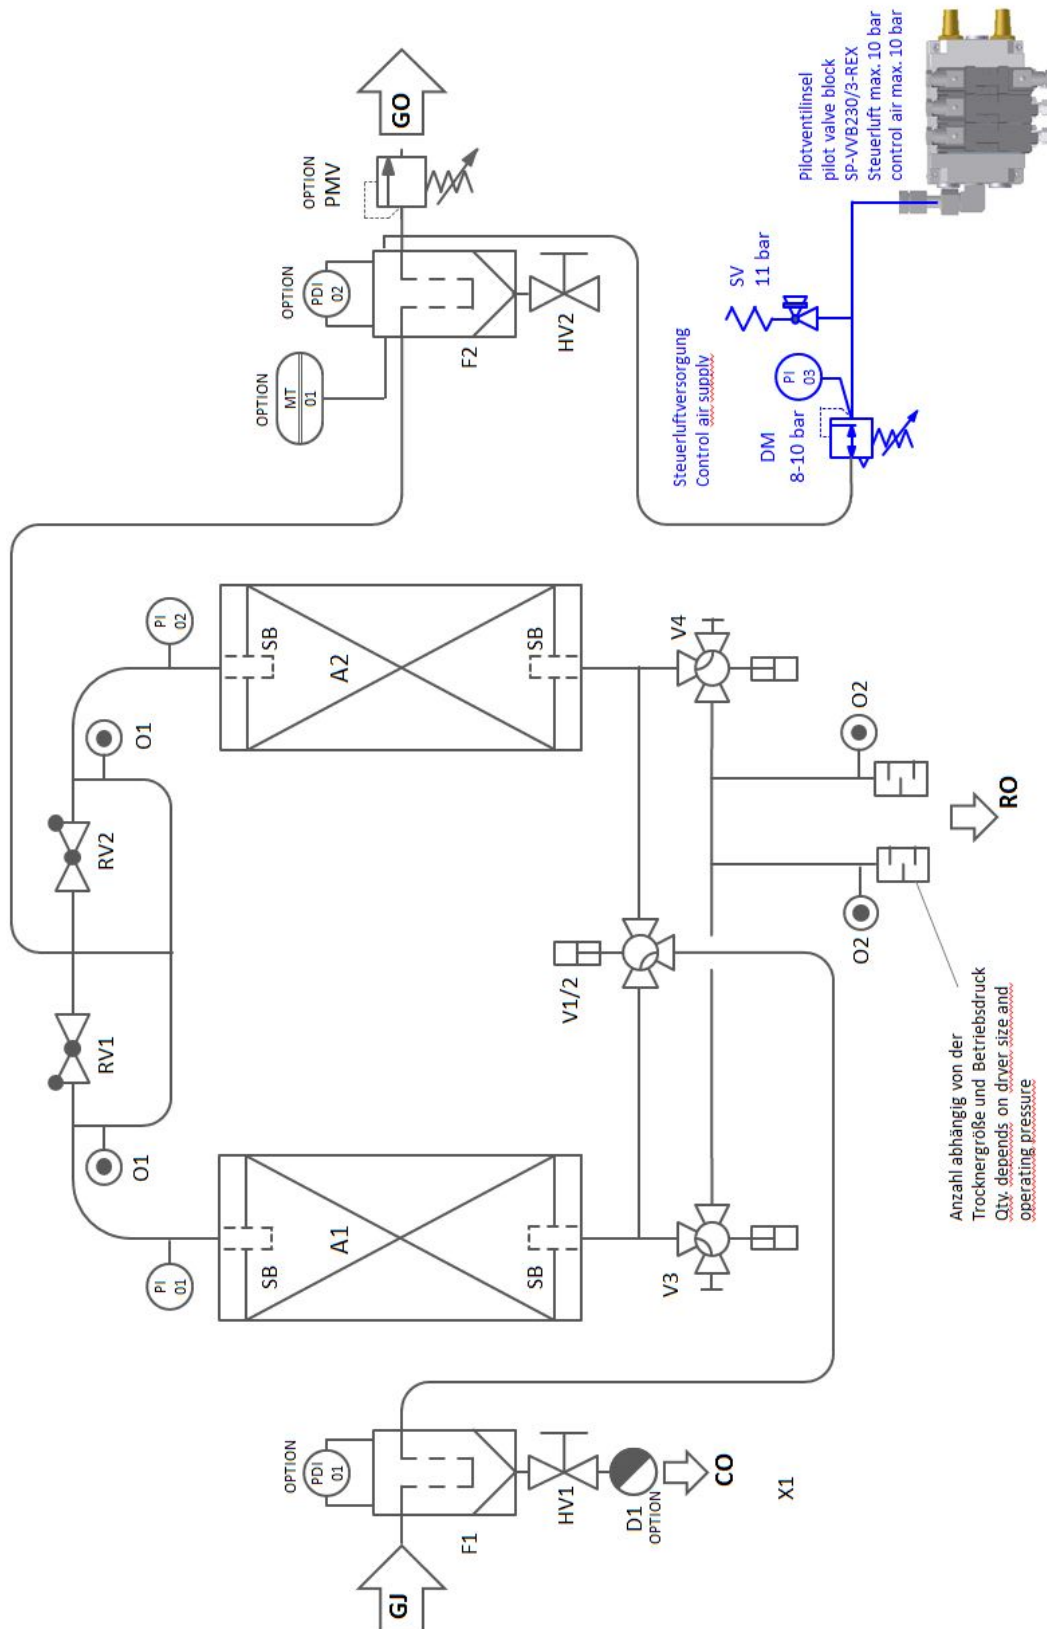 GJ
OPTION
PDI
01
F1
HV1
D1
OPTION
CO
X1
PI
01
SB
A1
SB
O1
RV1
RV2
O1
PI
02
SB
A2
SB
V1/2
V3
V4
O2
O2
RO
Anzahl abhängig von der
Trocknergröße und Betriebsdruck
Qty. depends on dryer size and
operating pressure
OPTION
MT
01
OPTION
PDI
02
F2
HV2
OPTION
PMV
GO
Steuerluftversorgung
Control air supply
DM
8-10 bar
PI
03
SV
11 bar
Pilotventilinsel
pilot valve block
SP-VVB230/3-REX
Steuerluft max. 10 bar
control air max. 10 bar